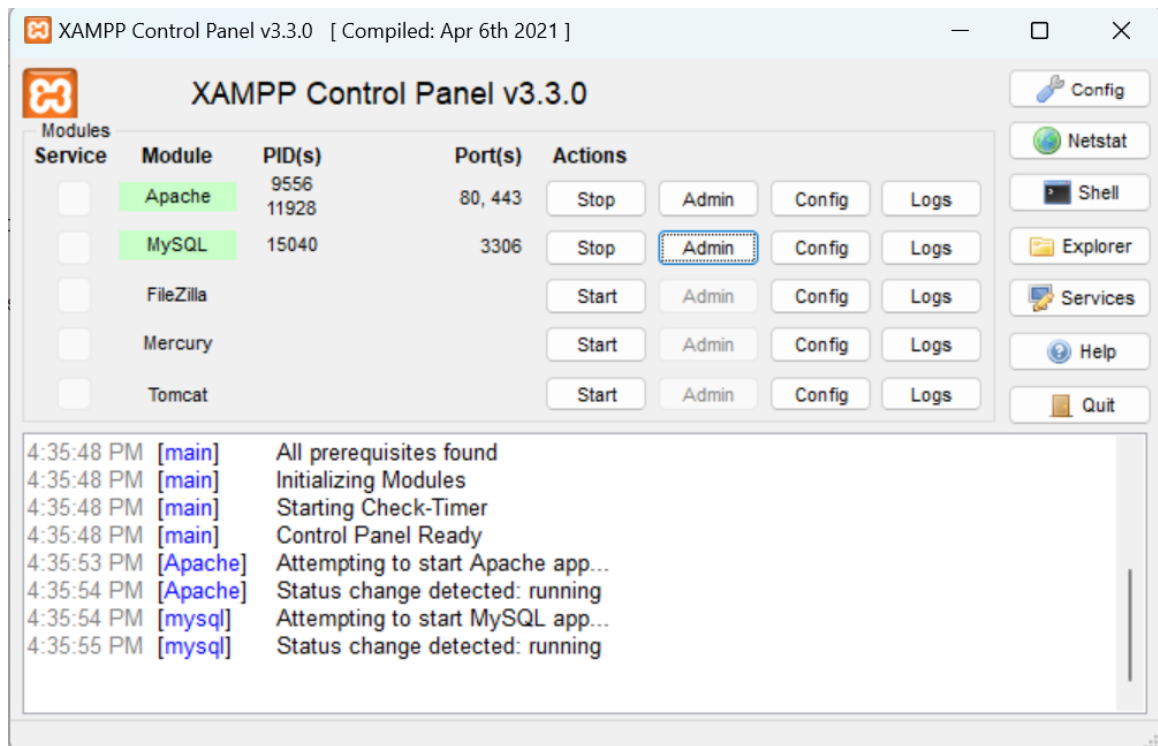 XAMPP Control Panel v3.3.0 [ Compiled: Apr 6th 2021 ]
XAMPP Control Panel v3.3.0
Config
Modules
Service Module PID(s) Port(s) Actions
Netstat
Apache 9556 11928 80, 443 Stop Admin Config Logs
Shell
MySQL 15040 3306 Stop Admin Config Logs
Explorer
FileZilla Start Admin Config Logs
Services
Mercury Start Admin Config Logs
Help
Tomcat Start Admin Config Logs
Quit
4:35:48 PM [main] All prerequisites found
4:35:48 PM [main] Initializing Modules
4:35:48 PM [main] Starting Check-Timer
4:35:48 PM [main] Control Panel Ready
4:35:53 PM [Apache] Attempting to start Apache app...
4:35:54 PM [Apache] Status change detected: running
4:35:54 PM [mysql] Attempting to start MySQL app...
4:35:55 PM [mysql] Status change detected: running